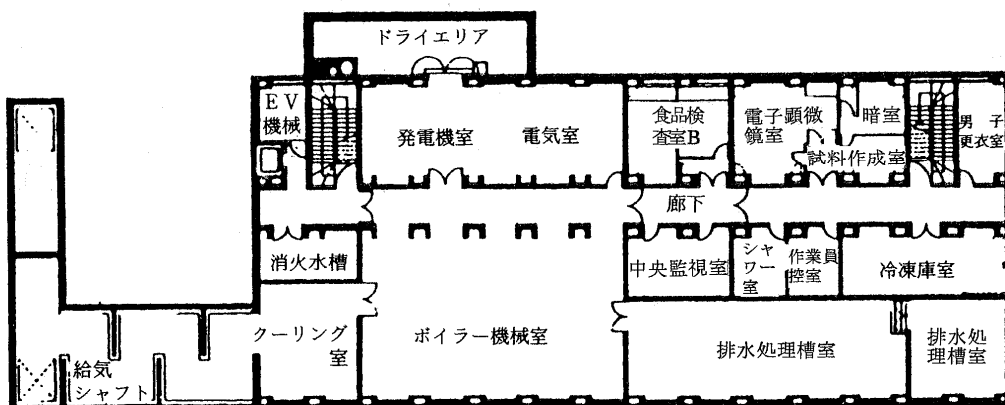 ドライエリア
EV
機械
発電機室
電気室
食品検
査室B
電子顕微
鏡室
暗室
試料作成室
男子
更衣室
廊下
消火水槽
中央監視室
シャ
ワー
室
作業員
控室
冷凍庫室
クーリング
室
ボイラー機械室
排水処理槽室
排水処
理槽室
給気
シャフト